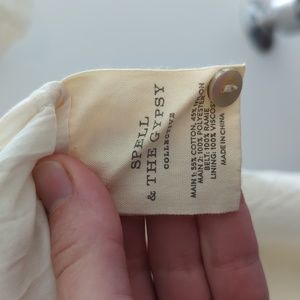 SPELL
& THE GYPSY
COLLECTIVE
MAIN 1: 55% COTTON, 45%
MAIN 2: 100% POLYESTER
BELT: 100% RAMIE
LINING: 100% VISCOSE
MADE IN CHINA